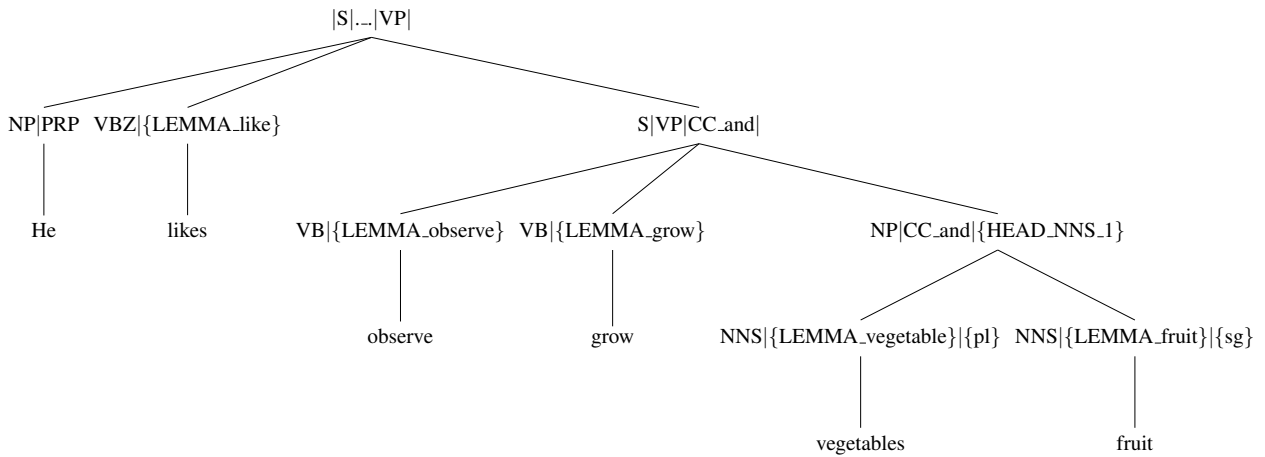 |S|._.|VP|
NP|PRP VBZ|{LEMMA_like} S|VP|CC_and|
He likes VB|{LEMMA_observe} VB|{LEMMA_grow} NP|CC_and|{HEAD_NNS_1}
observe grow NNS|{LEMMA_vegetable}|{pl} NNS|{LEMMA_fruit}|{sg}
vegetables fruit